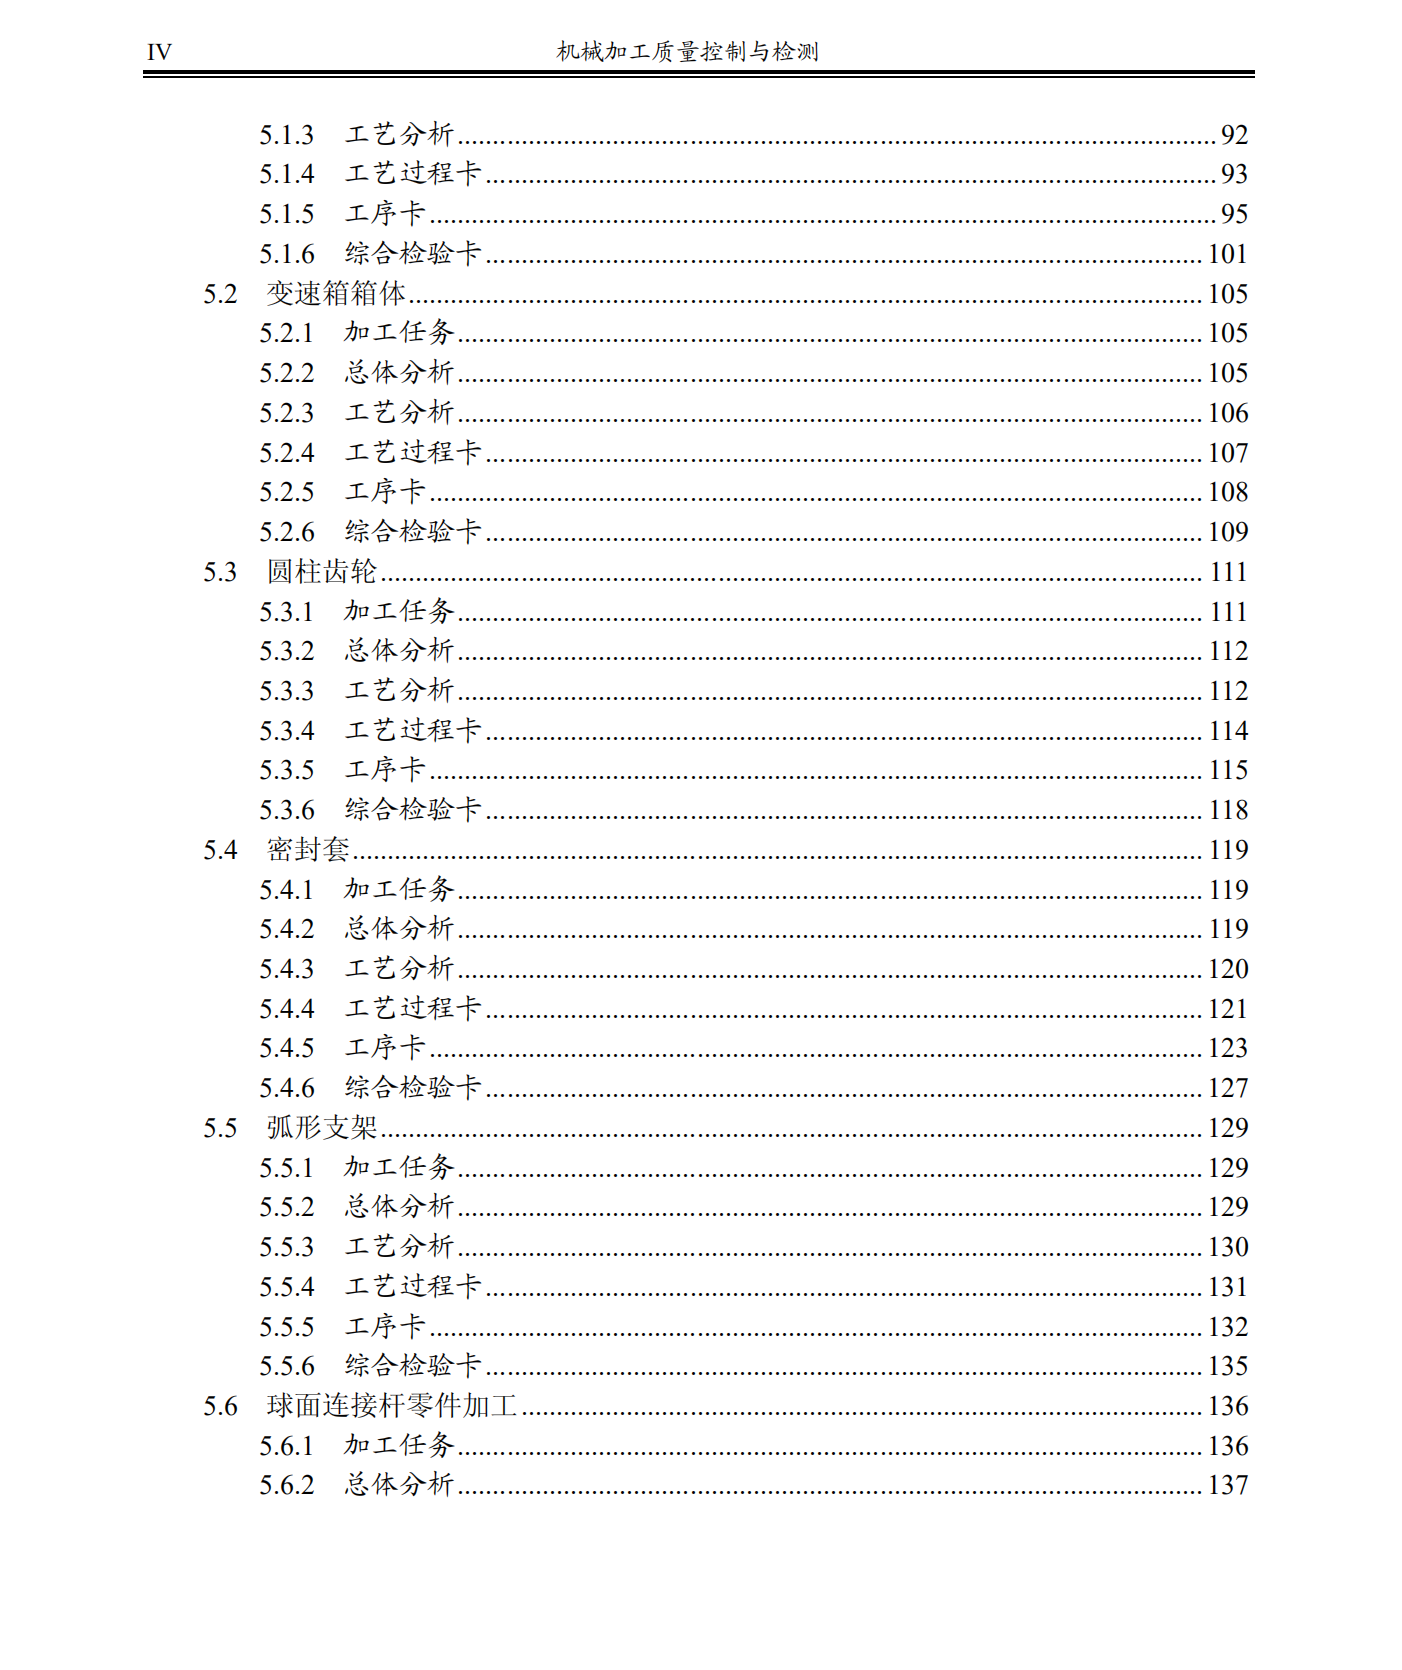 IV 机械加工质量控制与检测
5.1.3 工艺分析 92
5.1.4 工艺过程卡 93
5.1.5 工序卡 95
5.1.6 综合检验卡 101
5.2 变速箱箱体 105
5.2.1 加工任务 105
5.2.2 总体分析 105
5.2.3 工艺分析 106
5.2.4 工艺过程卡 107
5.2.5 工序卡 108
5.2.6 综合检验卡 109
5.3 圆柱齿轮 111
5.3.1 加工任务 111
5.3.2 总体分析 112
5.3.3 工艺分析 112
5.3.4 工艺过程卡 114
5.3.5 工序卡 115
5.3.6 综合检验卡 118
5.4 密封套 119
5.4.1 加工任务 119
5.4.2 总体分析 119
5.4.3 工艺分析 120
5.4.4 工艺过程卡 121
5.4.5 工序卡 123
5.4.6 综合检验卡 127
5.5 弧形支架 129
5.5.1 加工任务 129
5.5.2 总体分析 129
5.5.3 工艺分析 130
5.5.4 工艺过程卡 131
5.5.5 工序卡 132
5.5.6 综合检验卡 135
5.6 球面连接杆零件加工 136
5.6.1 加工任务 136
5.6.2 总体分析 137